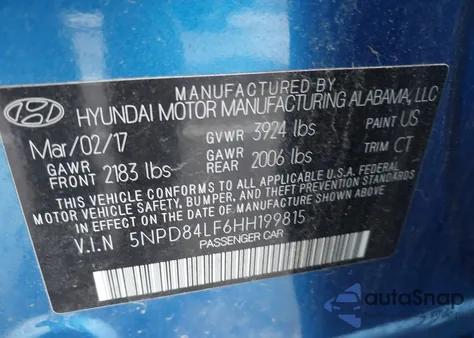 MANUFACTURED BY
HYUNDAI MOTOR MANUFACTURING ALABAMA, LLC
Mar/02/17 GVWR 3924 lbs PAINT US
GAWR FRONT 2183 lbs GAWR REAR 2006 lbs TRIM CT
THIS VEHICLE CONFORMS TO ALL APPLICABLE U.S.A FEDERAL
MOTOR VEHICLE SAFETY, BUMPER, AND THEFT PREVENTION
STANDARDS IN EFFECT ON THE DATE OF MANUFACTURE SHOWN ABOVE
V.I.N 5NPD84LF6HH199815
PASSENGER CAR
autaSnap